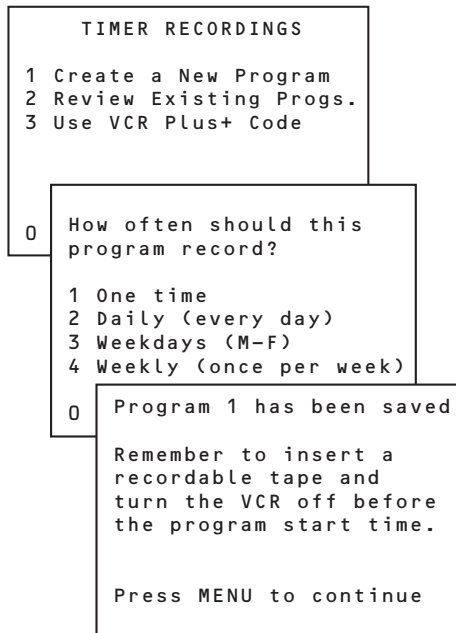 TIMER RECORDINGS
1 Create a New Program
2 Review Existing Progs.
3 Use VCR Plus+ Code
0
How often should this
program record?
1 One time
2 Daily (every day)
3 Weekdays (M-F)
4 Weekly (once per week)
0
Program 1 has been saved
Remember to insert a
recordable tape and
turn the VCR off before
the program start time.
Press MENU to continue